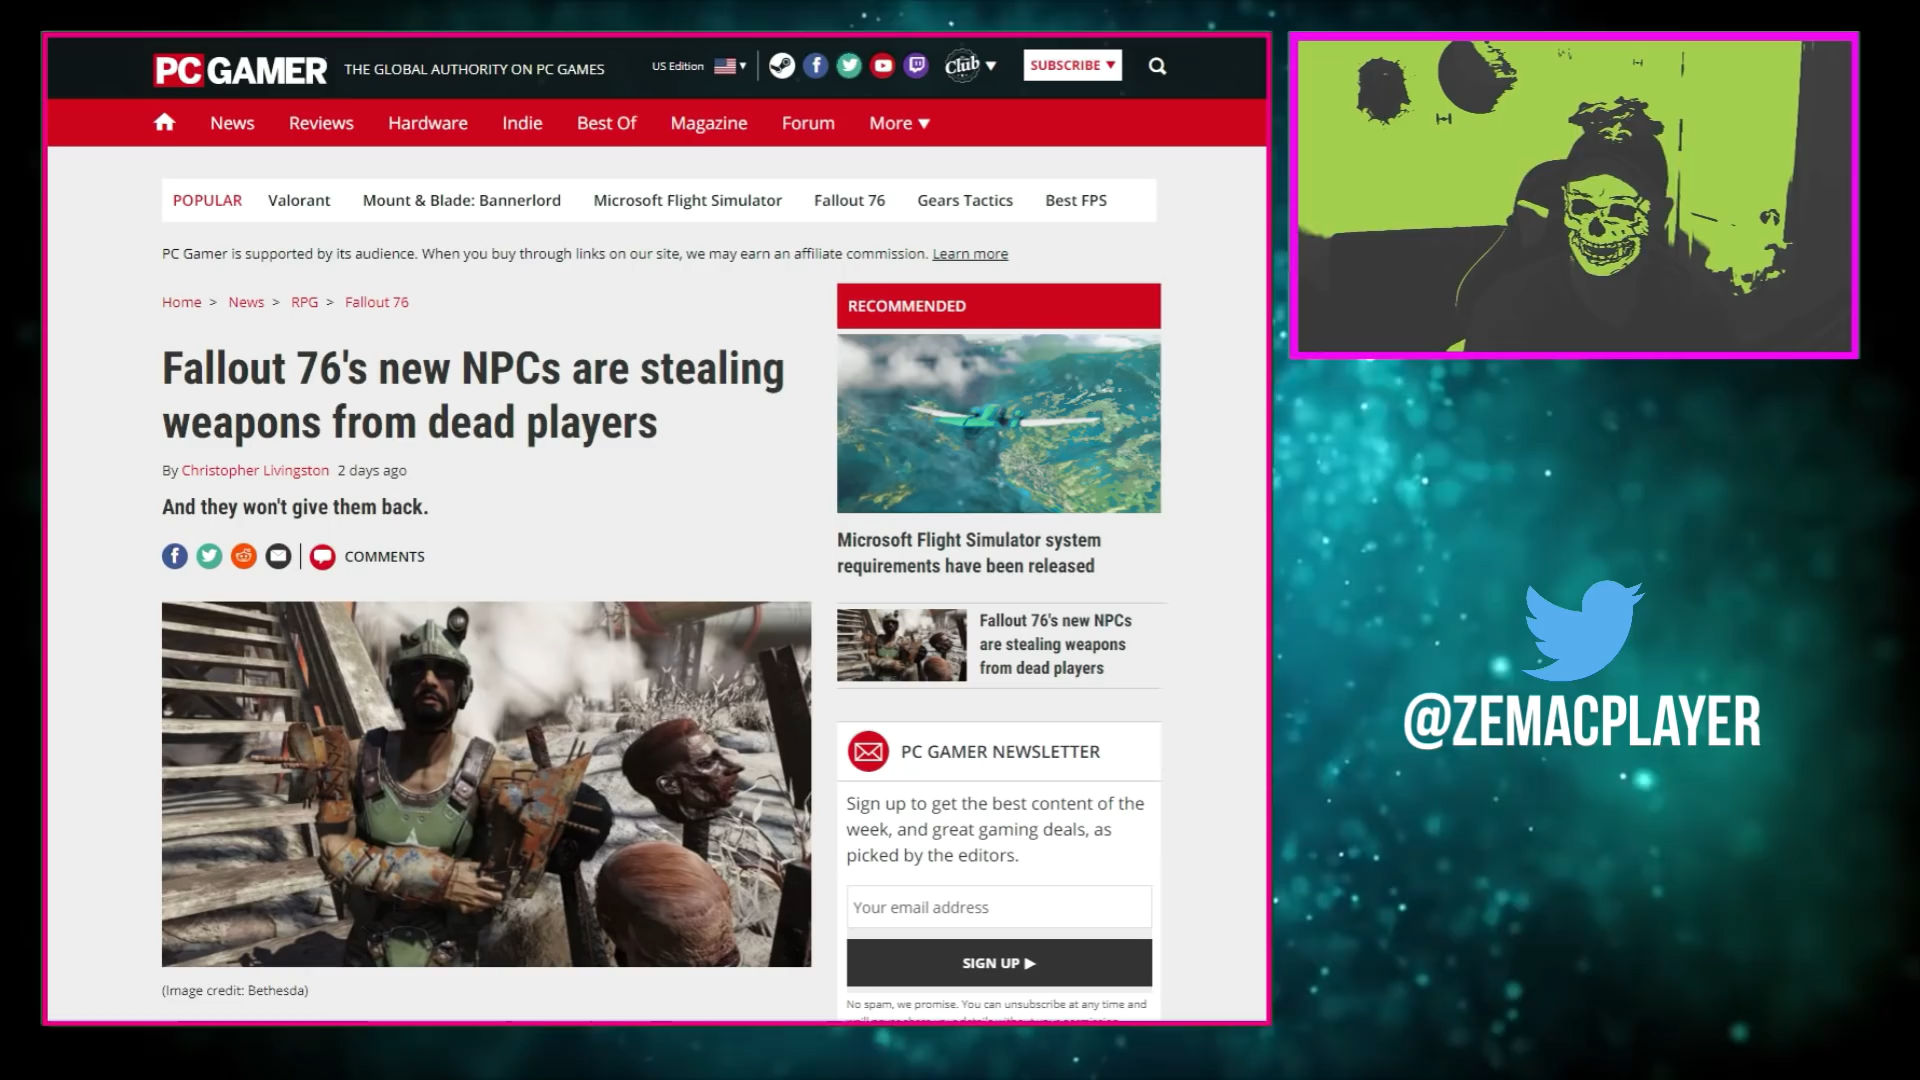 PC GAMER THE GLOBAL AUTHORITY ON PC GAMES US Edition Club SUBSCRIBE
News Reviews Hardware Indie Best Of Magazine Forum More
POPULAR Valorant Mount & Blade: Bannerlord Microsoft Flight Simulator Fallout 76 Gears Tactics Best FPS
PC Gamer is supported by its audience. When you buy through links on our site, we may earn an affiliate commission. Learn more
Home > News > RPG > Fallout 76
Fallout 76's new NPCs are stealing
weapons from dead players
By Christopher Livingston 2 days ago
And they won't give them back.
COMMENTS
(Image credit: Bethesda)
RECOMMENDED
Microsoft Flight Simulator system
requirements have been released
Fallout 76's new NPCs
are stealing weapons
from dead players
PC GAMER NEWSLETTER
Sign up to get the best content of the
week, and great gaming deals, as
picked by the editors.
Your email address
SIGN UP
No spam, we promise. You can unsubscribe at any time and
@ZEMACPLAYER